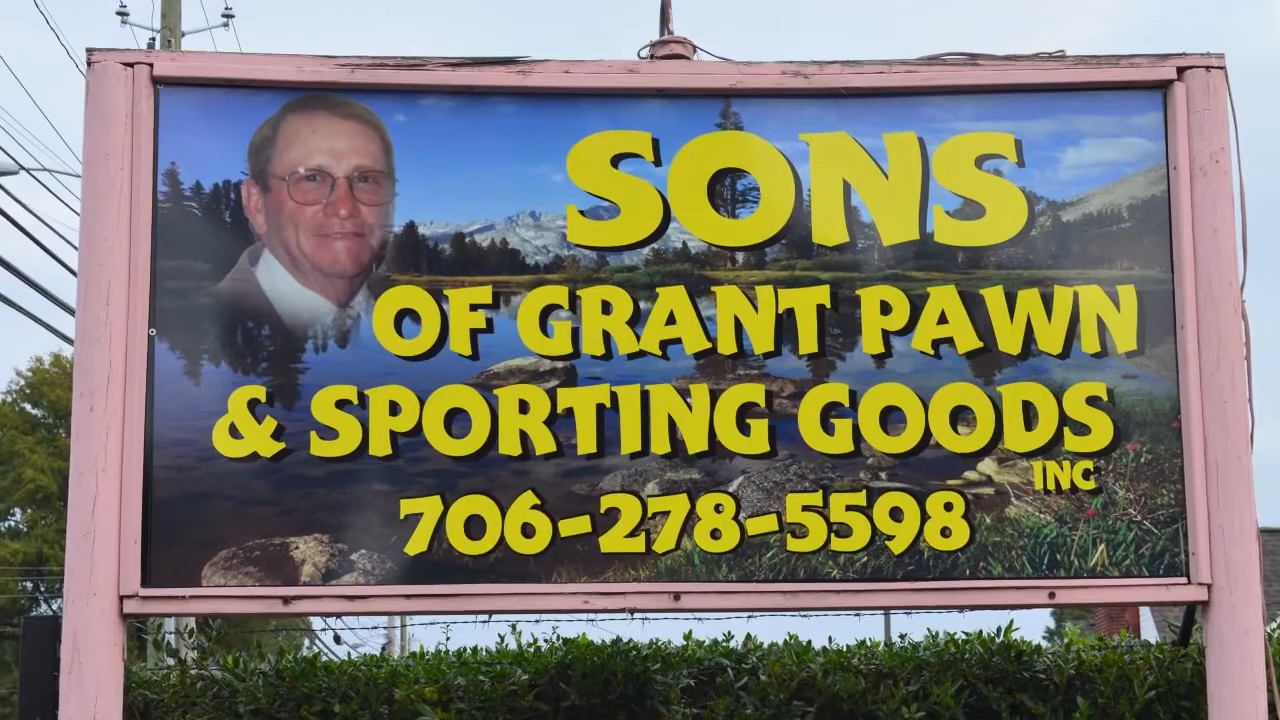 SONS
OF GRANT PAWN
& SPORTING GOODS
INC
706-278-5598